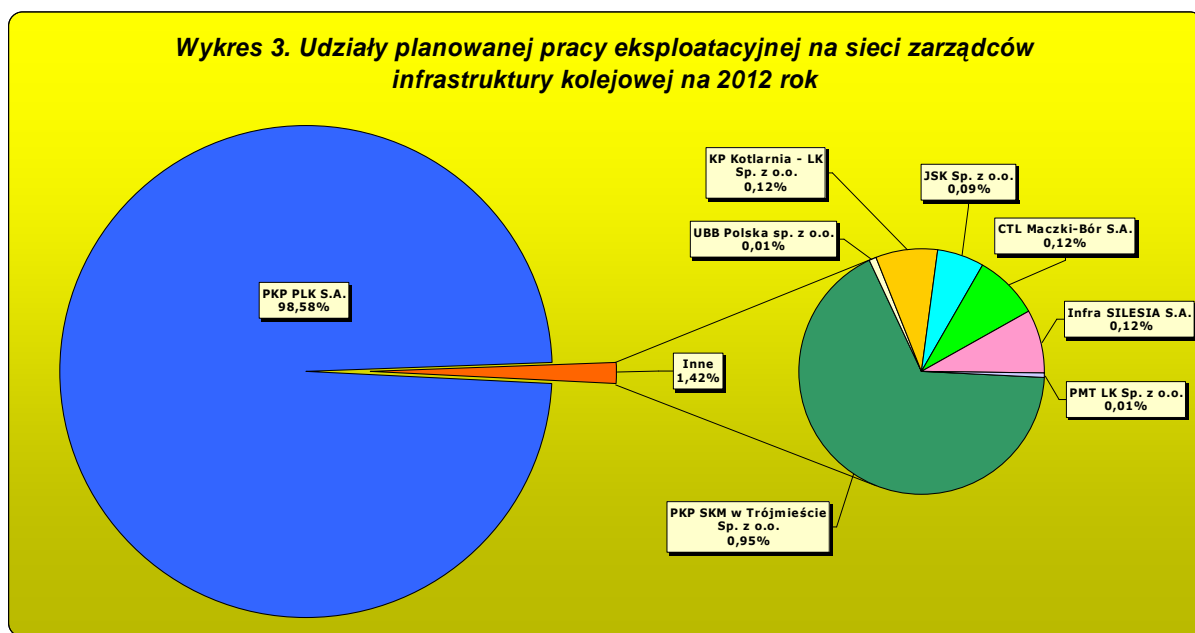 Wykres 3. Udziały planowanej pracy eksploatacyjnej na sieci zarządców
infrastruktury kolejowej na 2012 rok
PKP PLK S.A.
98,58%
Inne
1,42%
UBB Polska sp. z o.o.
0,01%
KP Kotlarnia - LK
Sp. z o.o.
0,12%
JSK Sp. z o.o.
0,09%
CTL Maczki-Bór S.A.
0,12%
Infra SILESIA S.A.
0,12%
PMT LK Sp. z o.o.
0,01%
PKP SKM w Trójmieście
Sp. z o.o.
0,95%